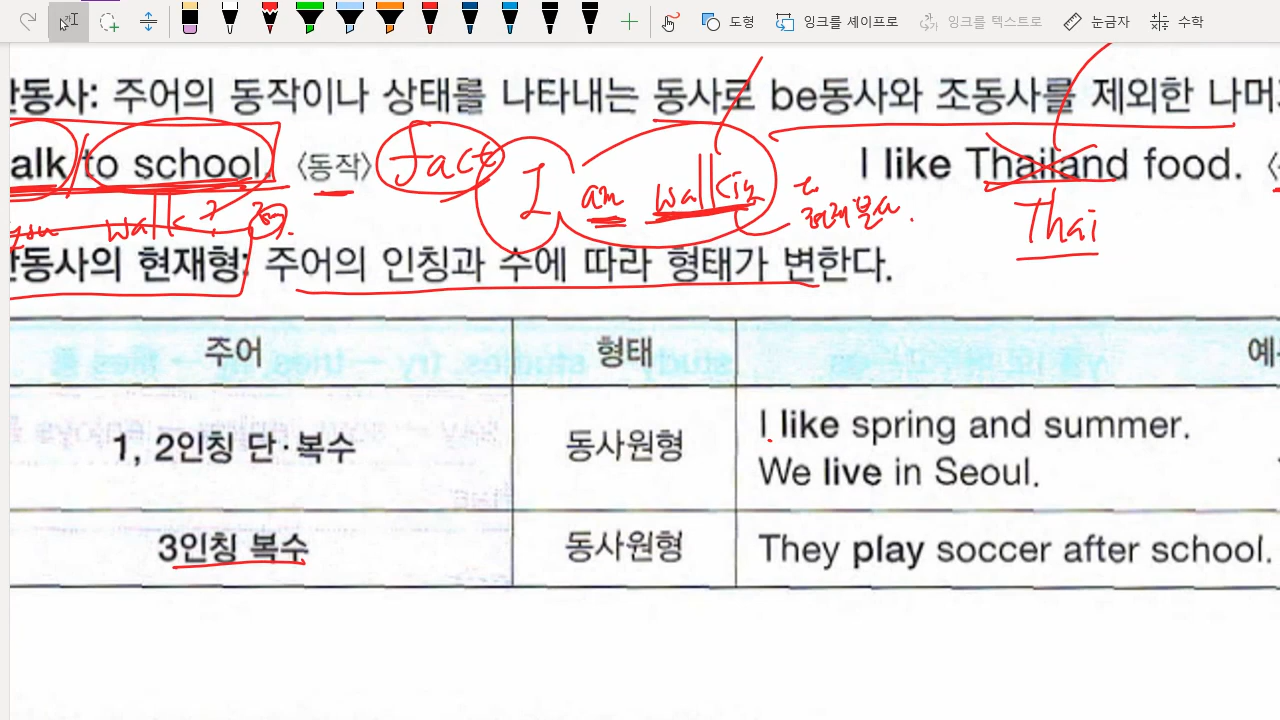 도형 잉크를 셰이프로 잉크를 텍스트로 눈금자 수학
동사: 주어의 동작이나 상태를 나타내는 동사로 be동사와 조동사를 제외한 나머
alk to school. 〈동작〉 fact I am walking to I like Thailand food.
you walk? Thai
동사의 현재형: 주어의 인칭과 수에 따라 형태가 변한다.
주어 형태
1, 2인칭 단·복수 동사원형 I like spring and summer.
We live in Seoul.
3인칭 복수 동사원형 They play soccer after school.